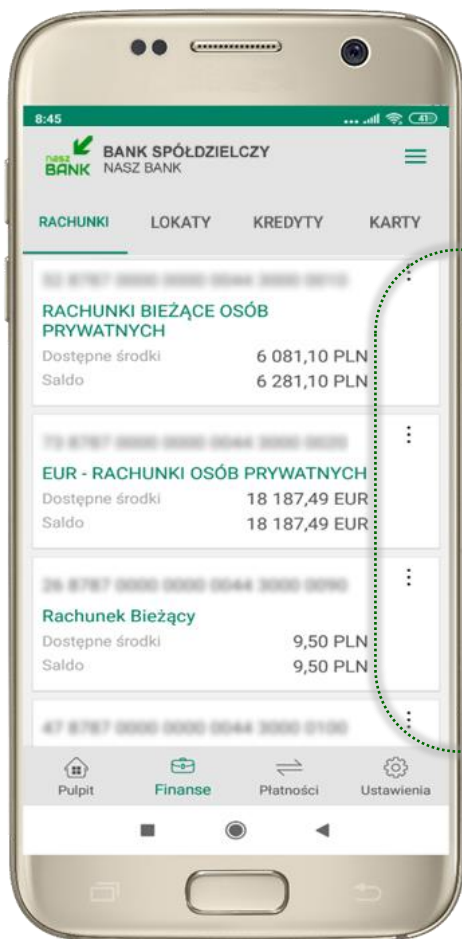 8:45
41
nasz BANK
BANK SPÓŁDZIELCZY
NASZ BANK
RACHUNKI LOKATY KREDYTY KARTY
RACHUNKI BIEŻĄCE OSÓB
PRYWATNYCH
Dostępne środki 6 081,10 PLN
Saldo 6 281,10 PLN
EUR - RACHUNKI OSÓB PRYWATNYCH
Dostępne środki 18 187,49 EUR
Saldo 18 187,49 EUR
Rachunek Bieżący
Dostępne środki 9,50 PLN
Saldo 9,50 PLN
Pulpit Finanse Płatności Ustawienia